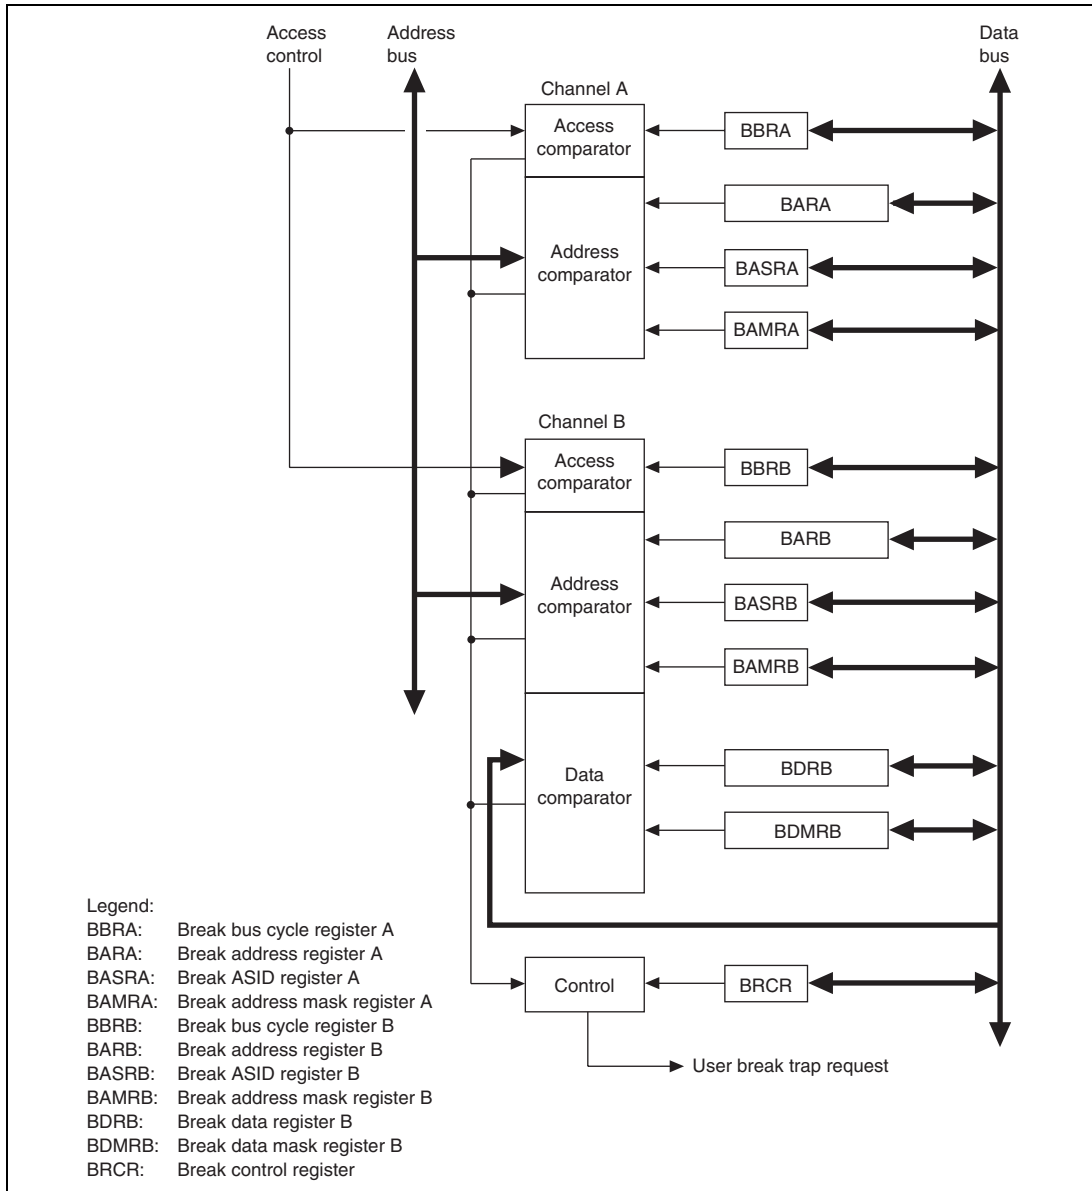 Access
control
Address
bus
Data
bus
Channel A
Access
comparator
BBRA
BARA
Address
comparator
BASRA
BAMRA
Channel B
Access
comparator
BBRB
BARB
Address
comparator
BASRB
BAMRB
Data
comparator
BDRB
BDMRB
Control
BRCR
User break trap request
Legend:
BBRA: Break bus cycle register A
BARA: Break address register A
BASRA: Break ASID register A
BAMRA: Break address mask register A
BBRB: Break bus cycle register B
BARB: Break address register B
BASRB: Break ASID register B
BAMRB: Break address mask register B
BDRB: Break data register B
BDMRB: Break data mask register B
BRCR: Break control register